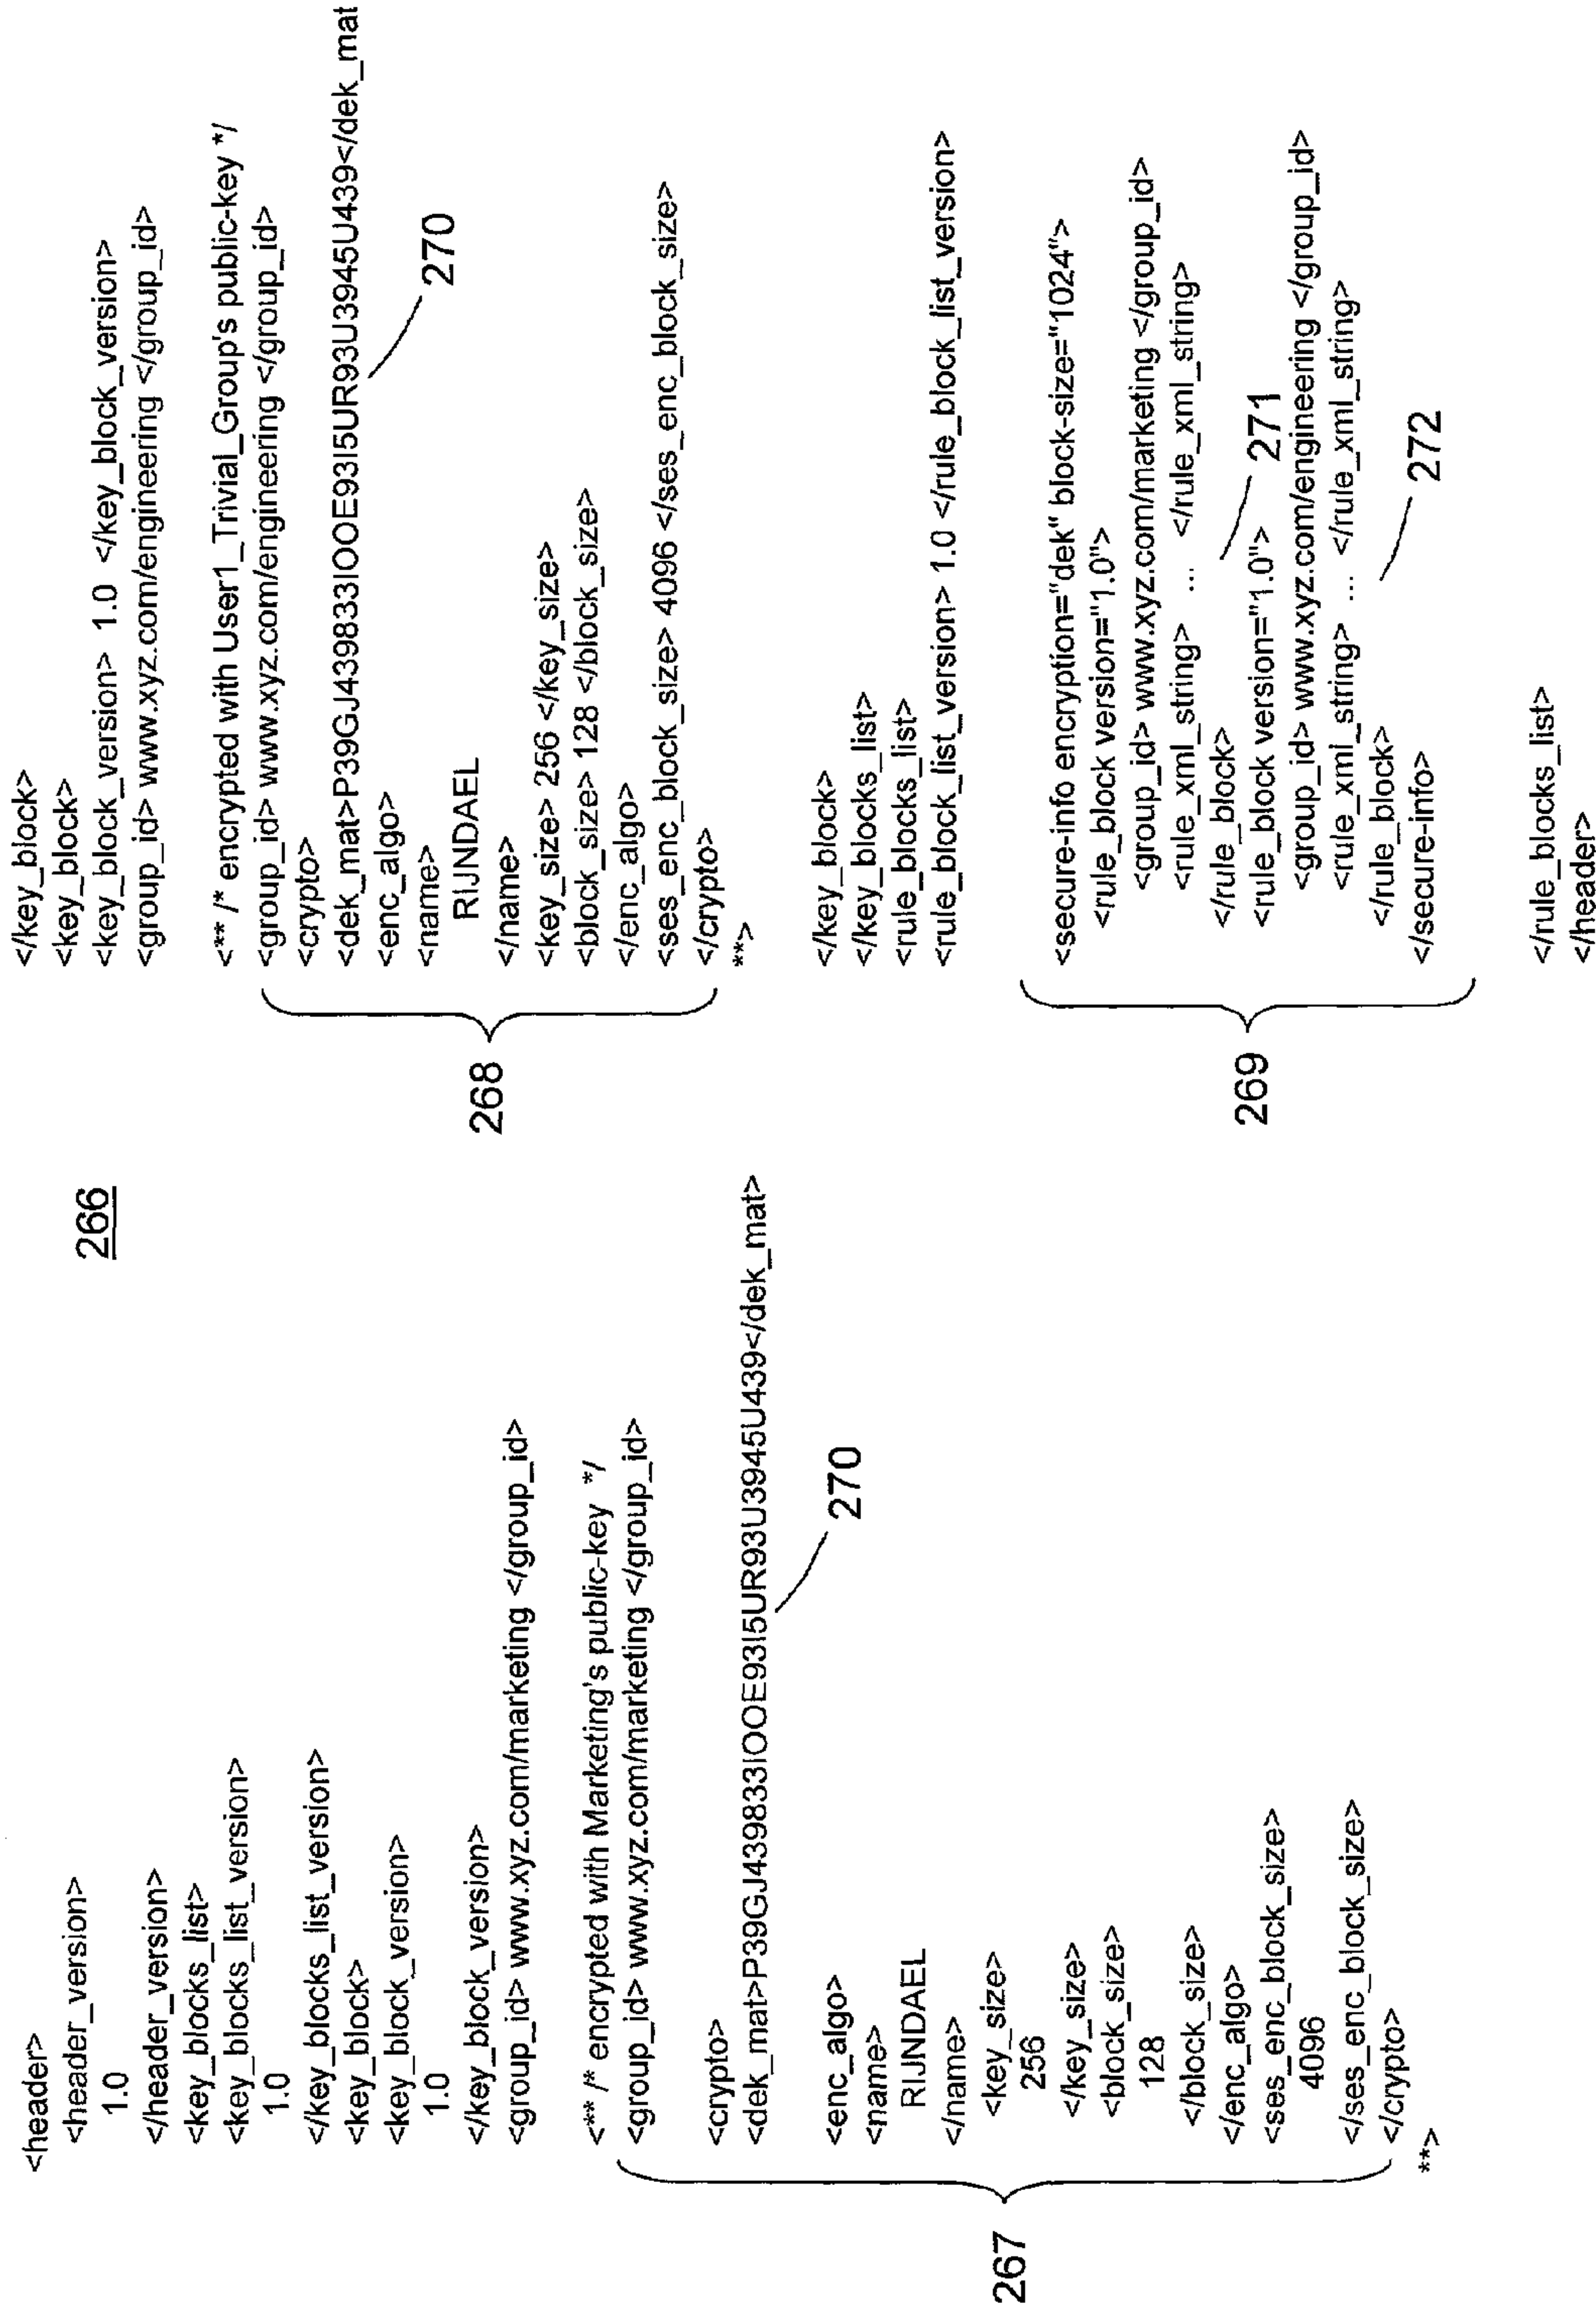 266
<header>
<header_version>
1.0
</header_version>
<key_blocks_list>
<key_blocks_list_version>
1.0
</key_blocks_list_version>
<key_block>
<key_block_version>
1.0
</key_block_version>
<group_id> www.xyz.com/marketing </group_id>
<** /* encrypted with Marketing's public-key */
<group_id> www.xyz.com/marketing </group_id>
<crypto>
<dek_mat>P39GJ439833IOOE93I5UR93U3945U439</dek_mat>
270
<enc_algo>
<name>
RIJNDAEL
</name>
<key_size>
256
</key_size>
<block_size>
128
</block_size>
</enc_algo>
<ses_enc_block_size>
4096
</ses_enc_block_size>
</crypto>
**>
267
</key_block>
<key_block>
<key_block_version> 1.0 </key_block_version>
<group_id> www.xyz.com/engineering </group_id>
<** /* encrypted with User1_Trivial_Group's public-key */
<group_id> www.xyz.com/engineering </group_id>
<crypto>
<dek_mat>P39GJ439833IOOE93I5UR93U3945U439</dek_mat
270
<enc_algo>
<name>
RIJNDAEL
</name>
<key_size> 256 </key_size>
<block_size> 128 </block_size>
</enc_algo>
<ses_enc_block_size> 4096 </ses_enc_block_size>
</crypto>
**>
268
</key_block>
</key_blocks_list>
<rule_blocks_list>
<rule_block_list_version> 1.0 </rule_block_list_version>
<secure-info encryption="dek" block-size="1024">
<rule_block version="1.0">
<group_id> www.xyz.com/marketing </group_id>
<rule_xml_string> ... </rule_xml_string>
</rule_block>
271
<rule_block version="1.0">
<group_id> www.xyz.com/engineering </group_id>
<rule_xml_string> ... </rule_xml_string>
</rule_block>
272
</secure-info>
269
</rule_blocks_list>
</header>